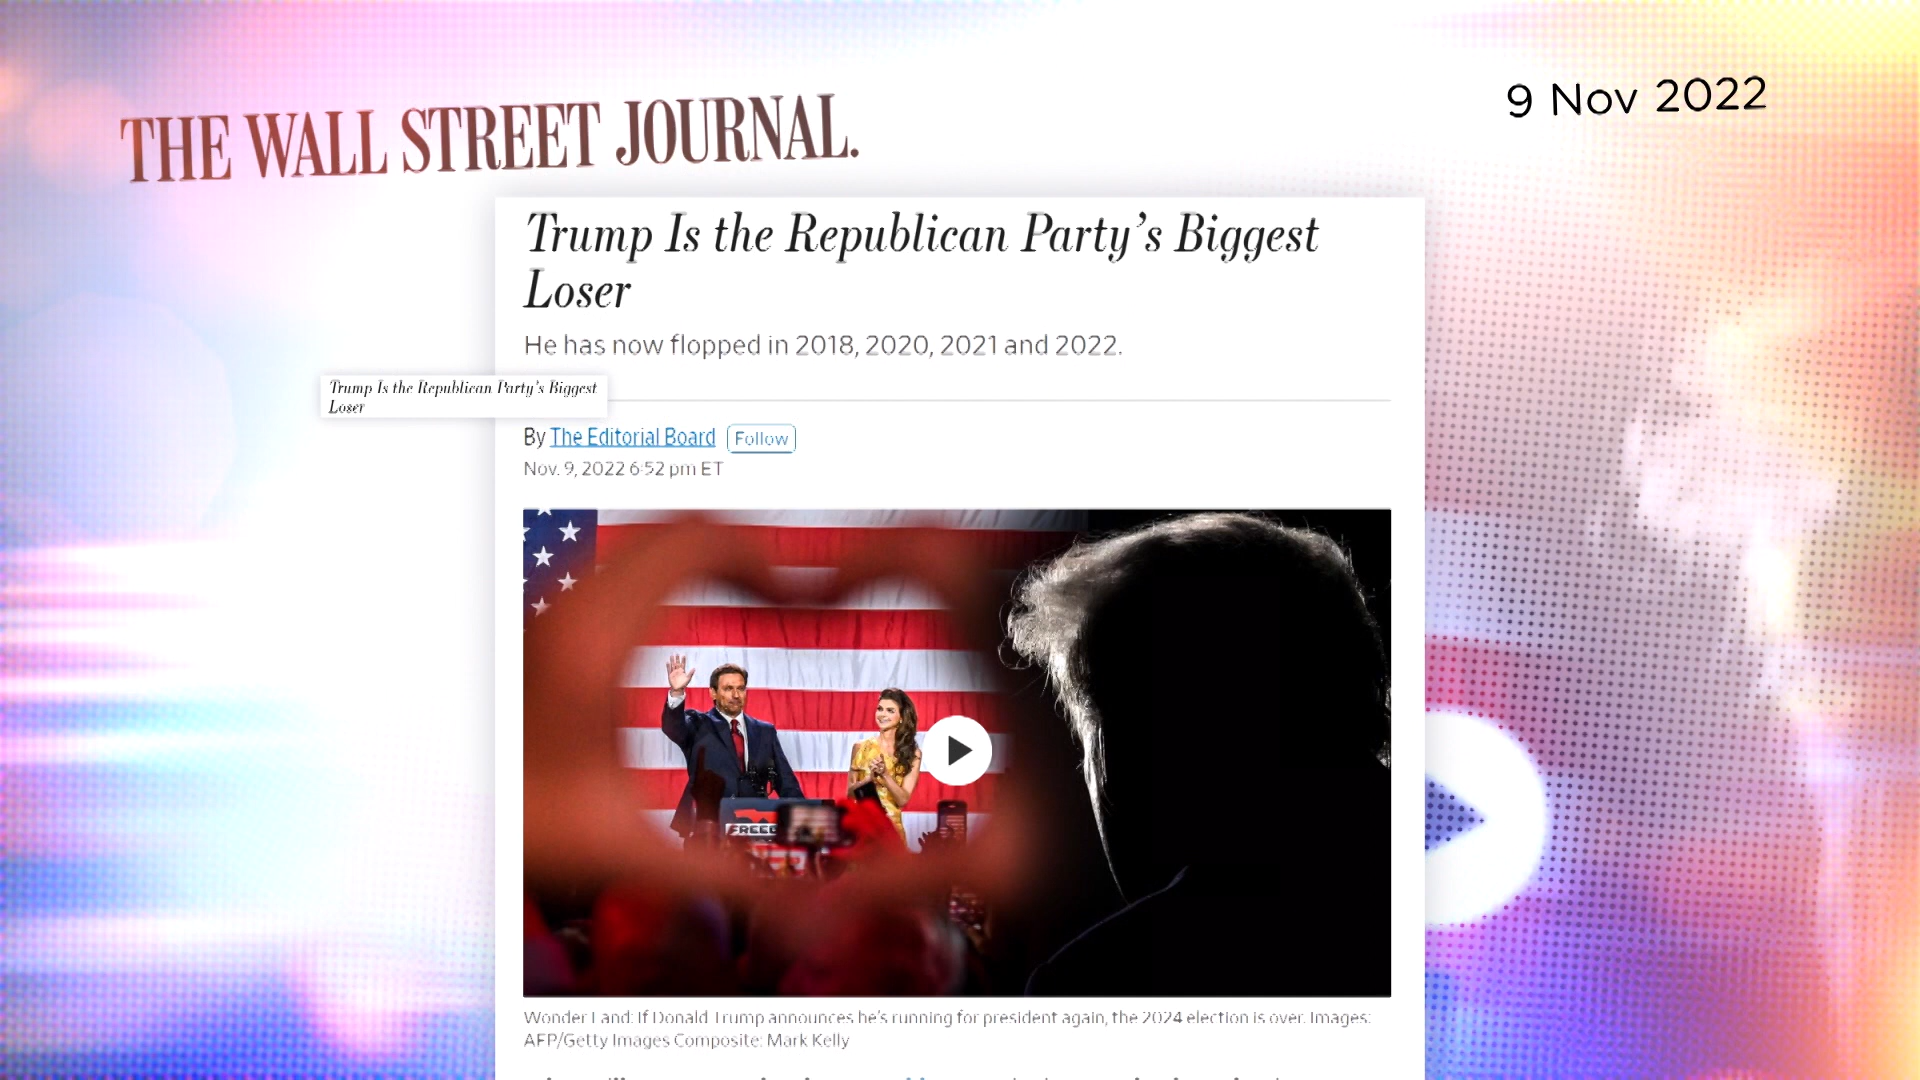 THE WALL STREET JOURNAL.
9 Nov 2022
Trump Is the Republican Party’s Biggest
Loser
He has now flopped in 2018, 2020, 2021 and 2022.
Trump Is the Republican Party’s Biggest
Loser
By The Editorial Board Follow
Nov. 9, 2022 6:52 pm ET
Wonder Land: If Donald Trump announces he’s running for president again, the 2024 election is over. Images:
AFP/Getty Images Composite: Mark Kelly